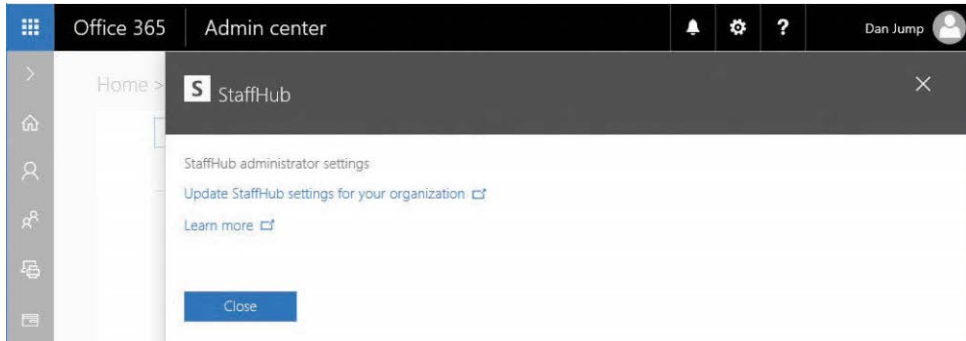 Office 365 Admin center ? Dan Jump
Home >
S StaffHub
StaffHub administrator settings
Update StaffHub settings for your organization
Learn more
Close